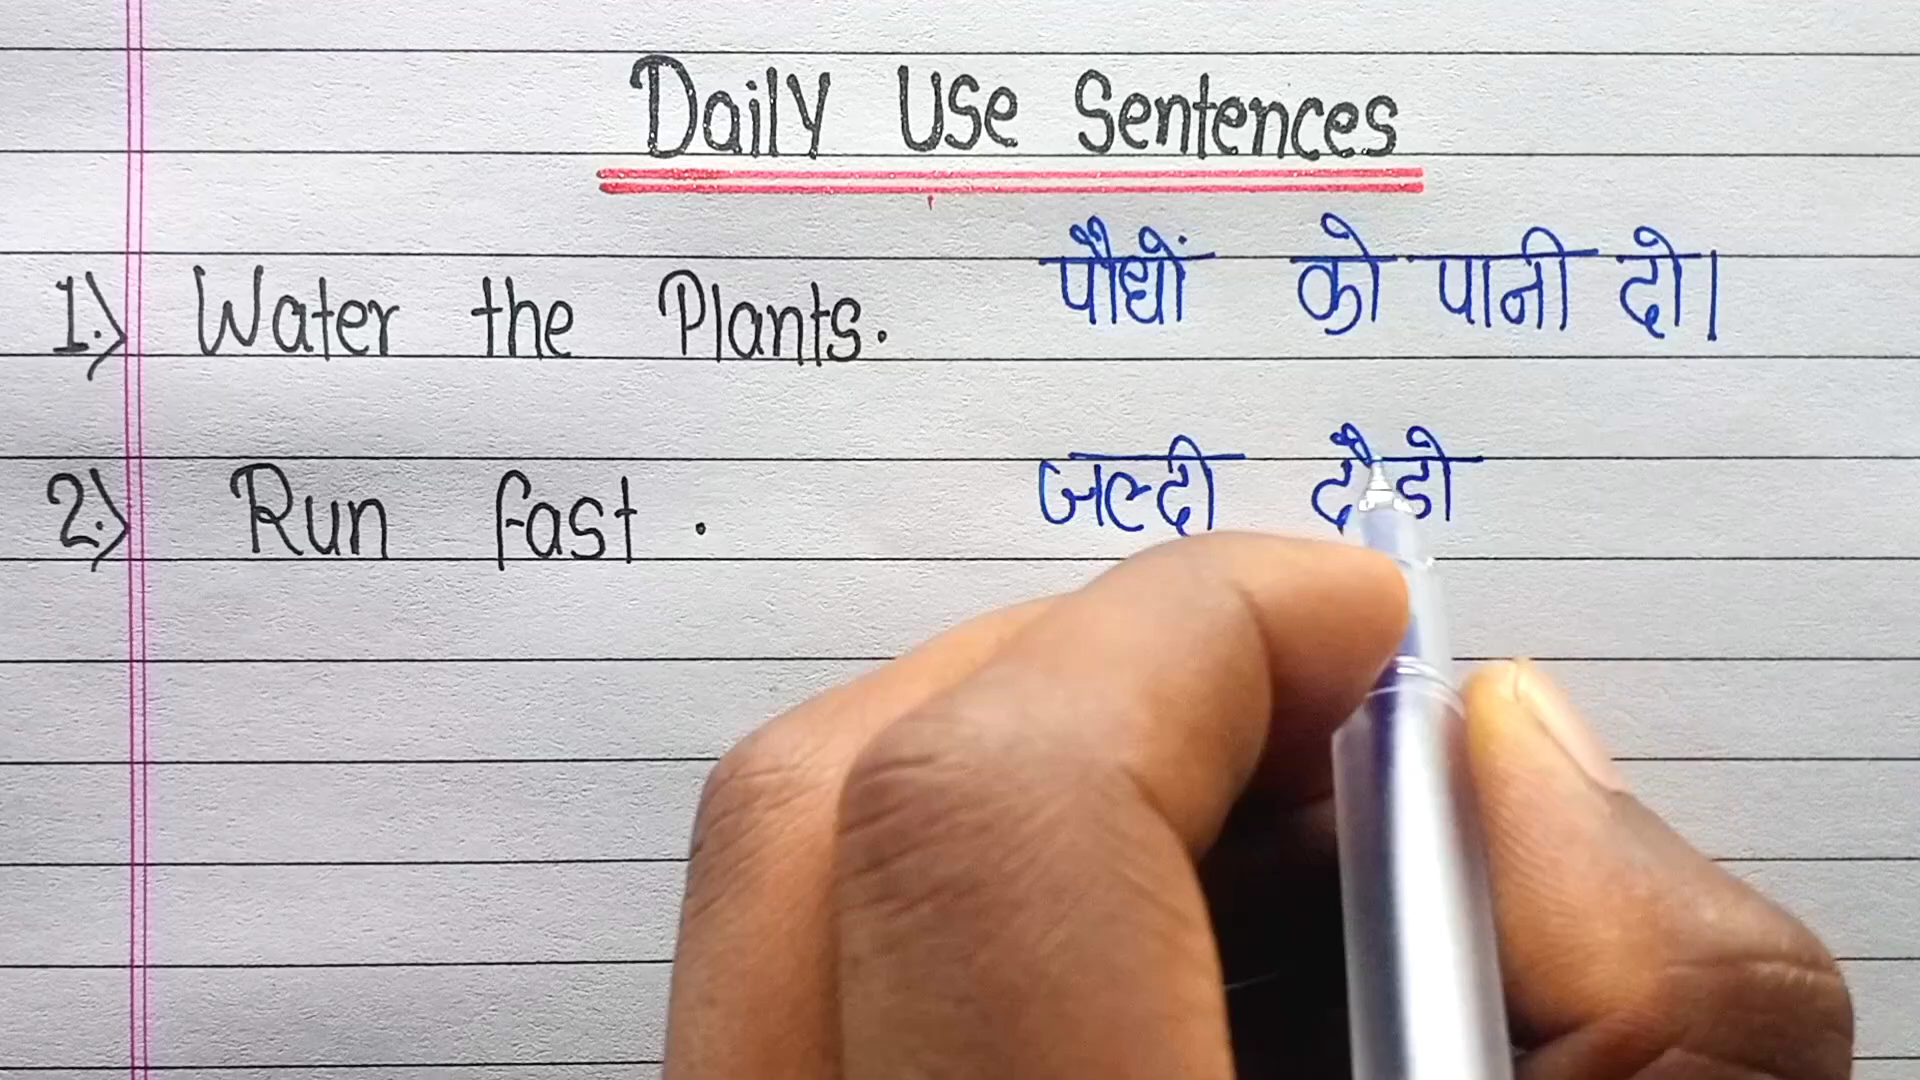 Daily Use Sentences
1.) Water the Plants. पौधों को पानी दो।
2.) Run fast. जल्दी दौडो